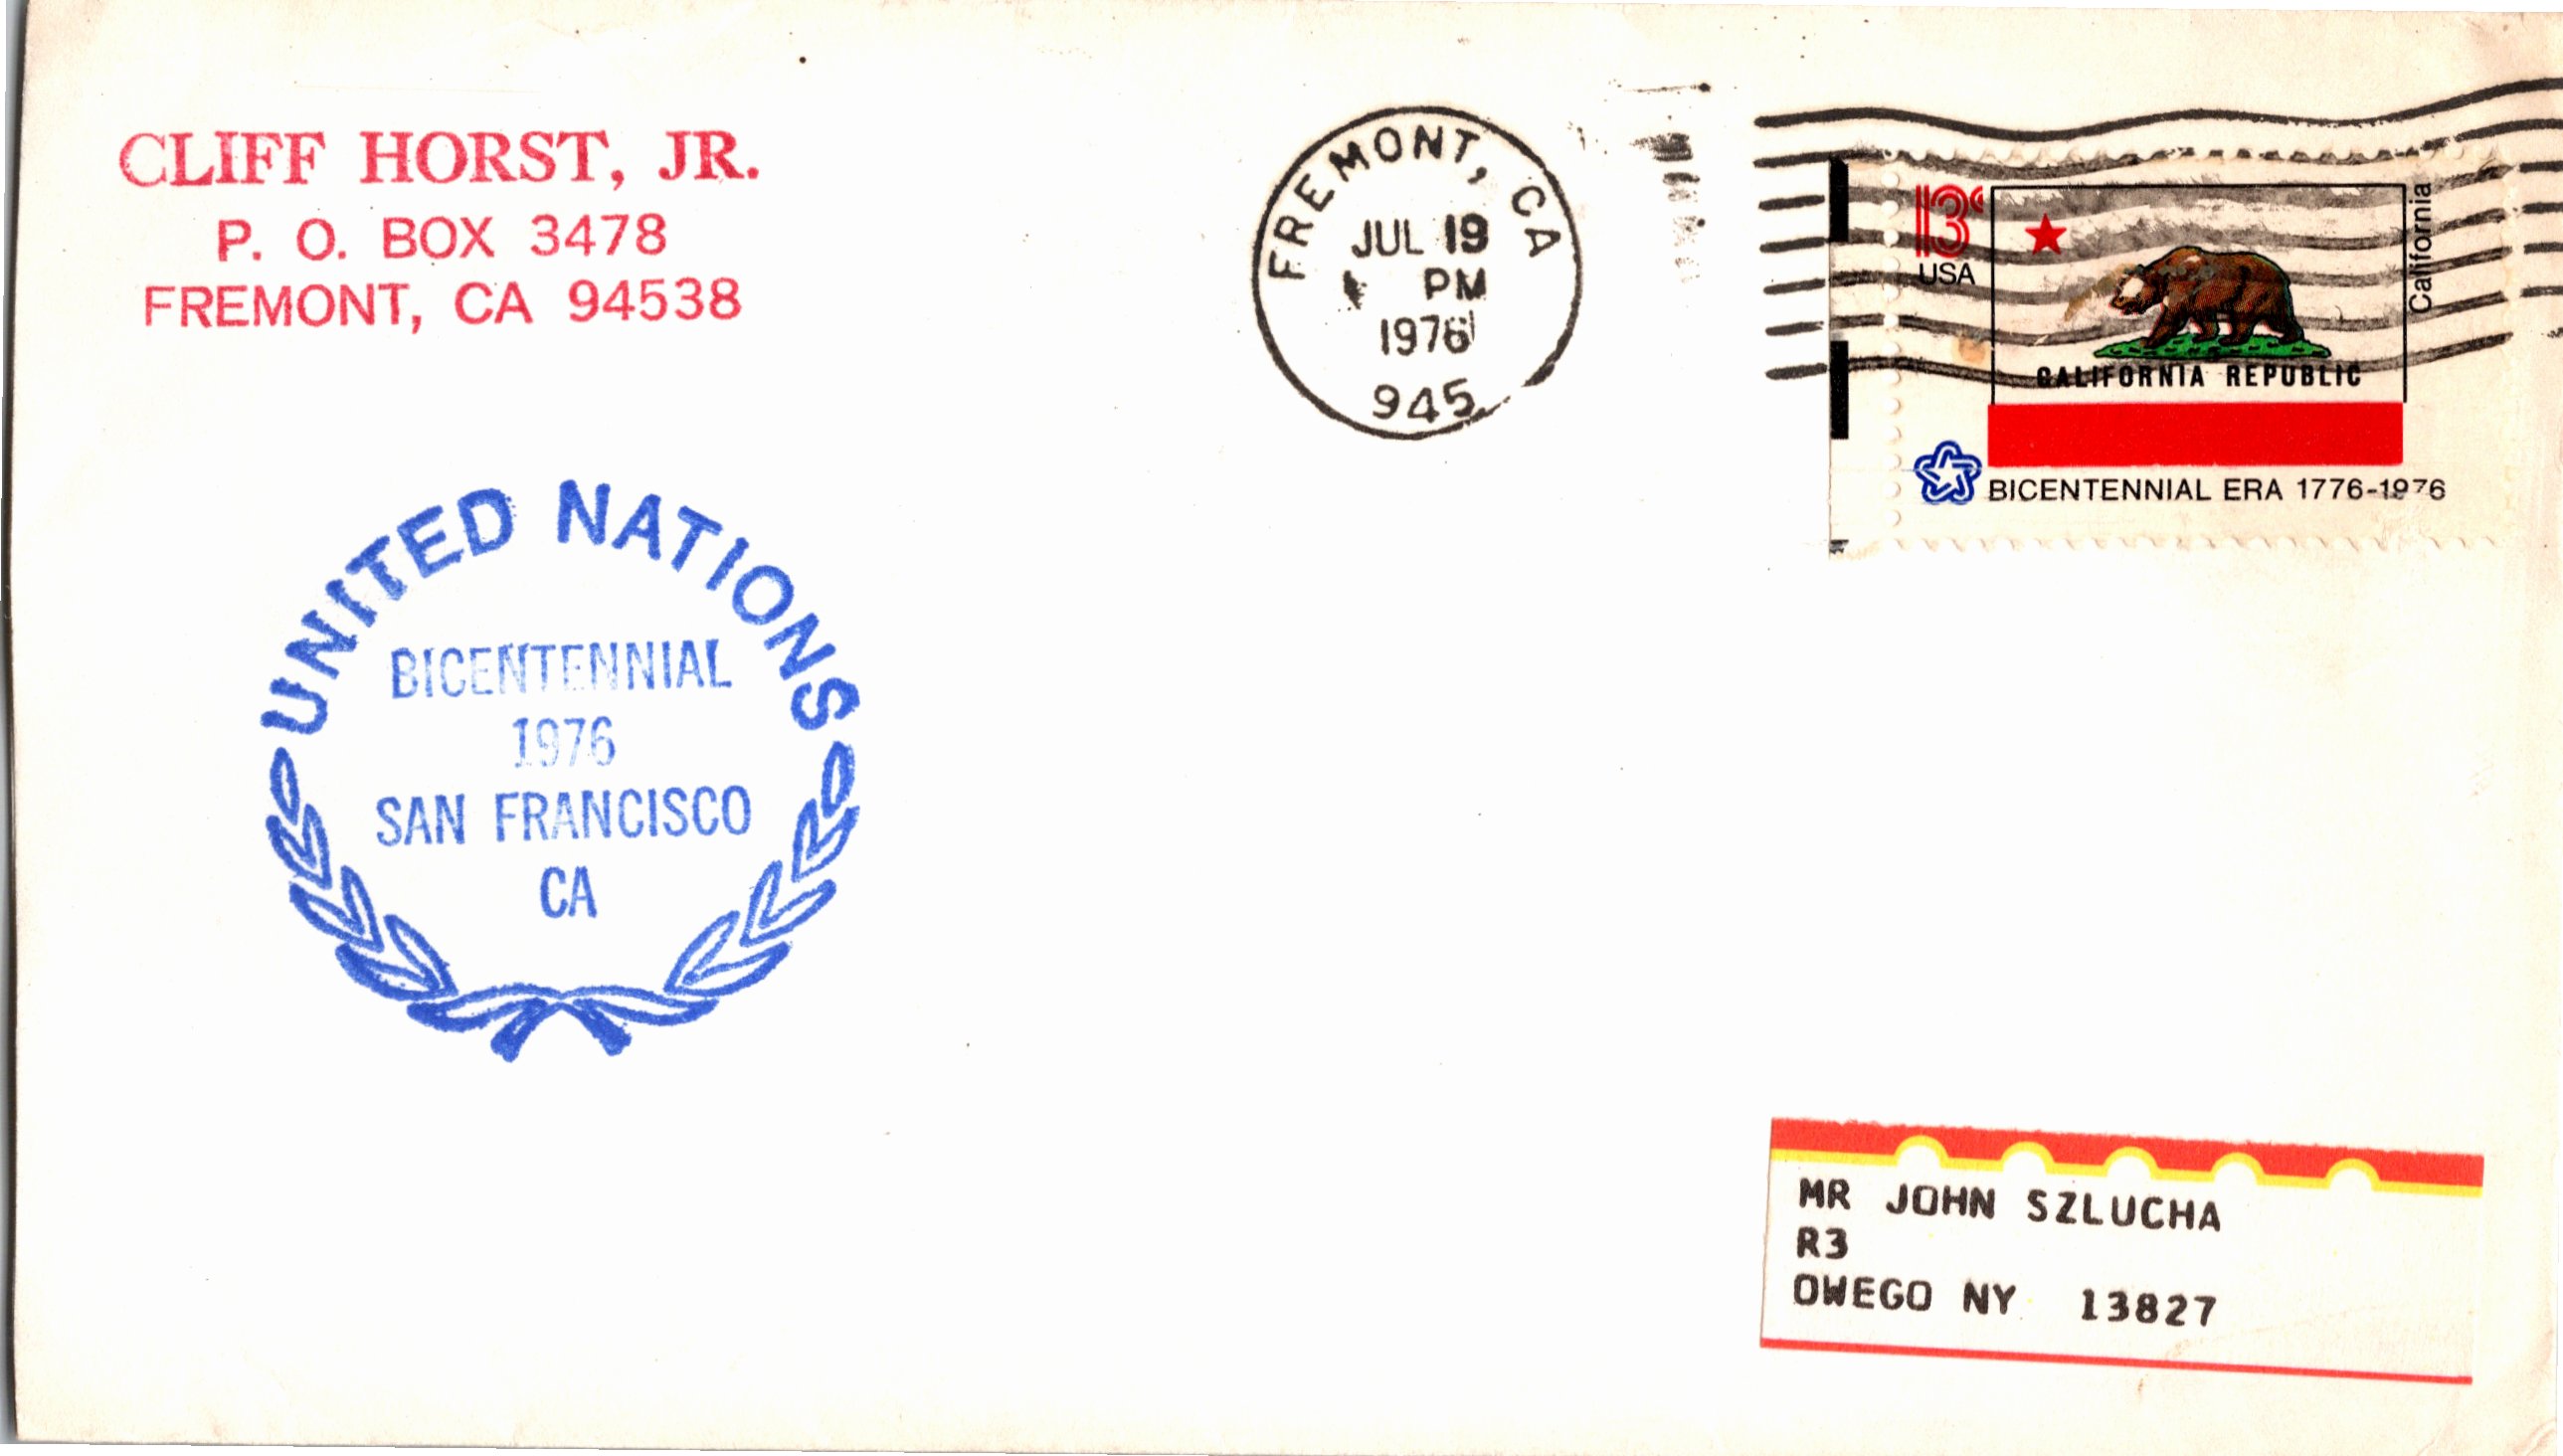 CLIFF HORST, JR.
P. O. BOX 3478
FREMONT, CA 94538
FREMONT, CA
JUL 19
PM
1976
945
13c
USA
California
CALIFORNIA REPUBLIC
BICENTENNIAL ERA 1776-1976
UNITED NATIONS
BICENTENNIAL
1976
SAN FRANCISCO
CA
MR JOHN SZLUCHA
R3
OWEGO NY 13827